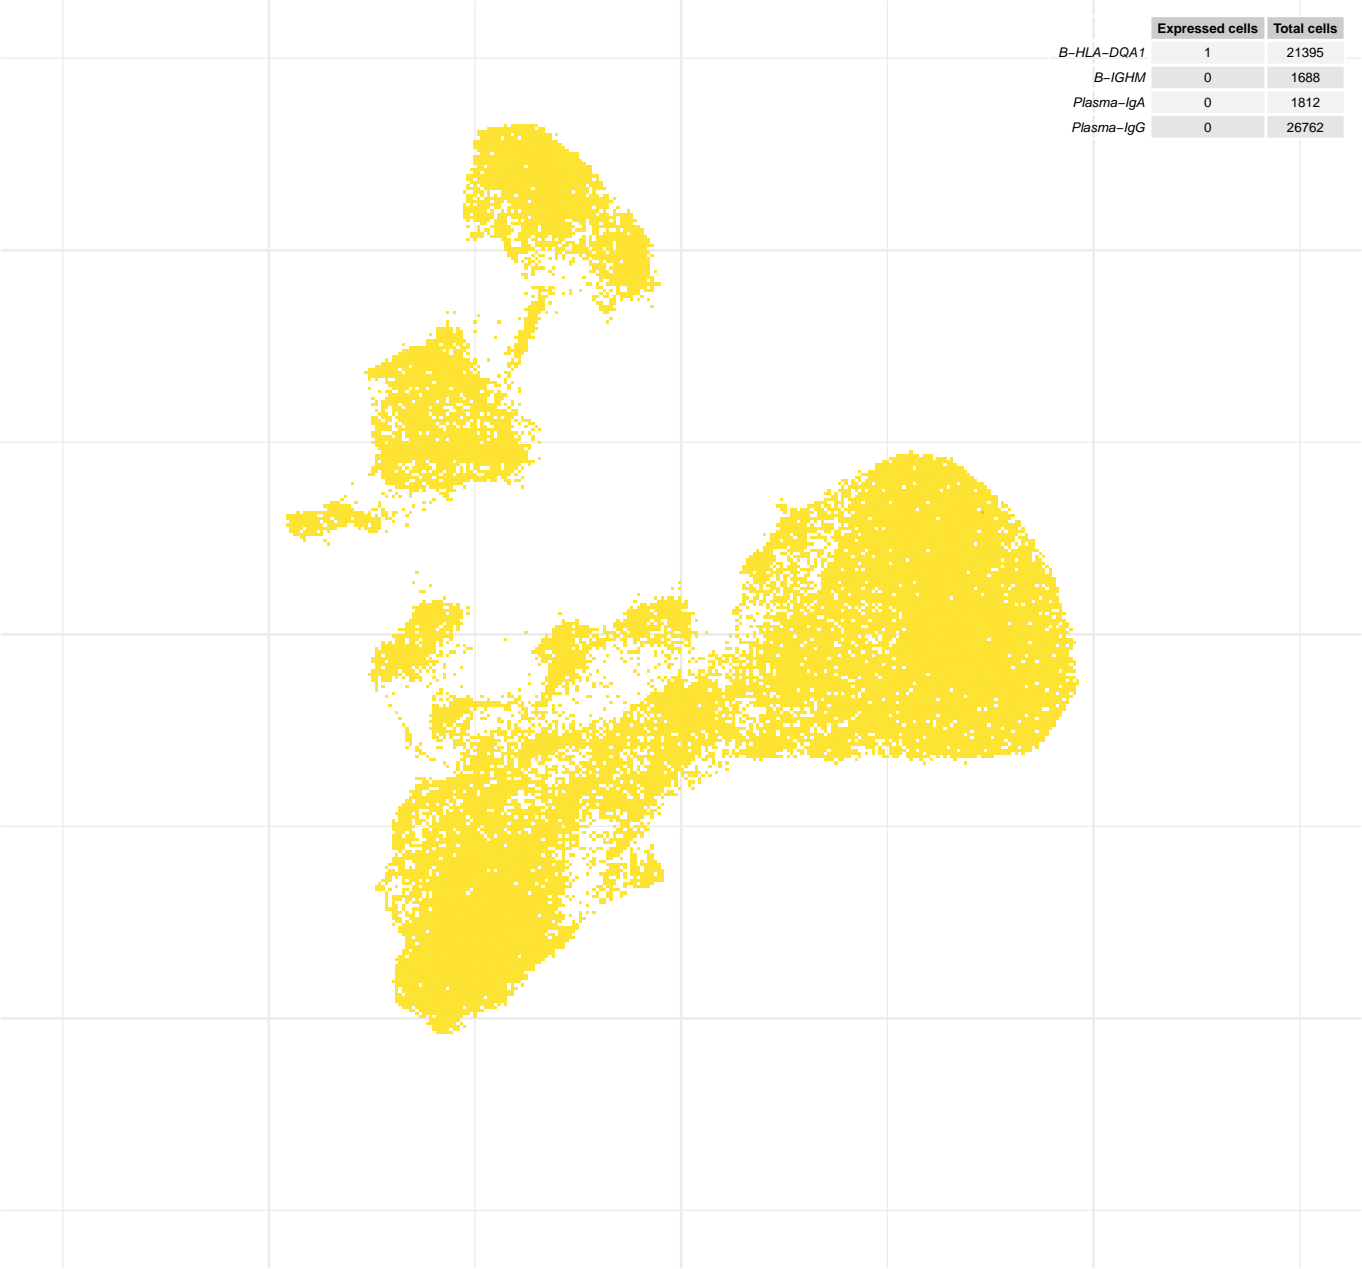 Expressed cells Total cells
B−HLA−DQA1 1 21395
B−IGHM 0 1688
Plasma−IgA 0 1812
Plasma−IgG 0 26762